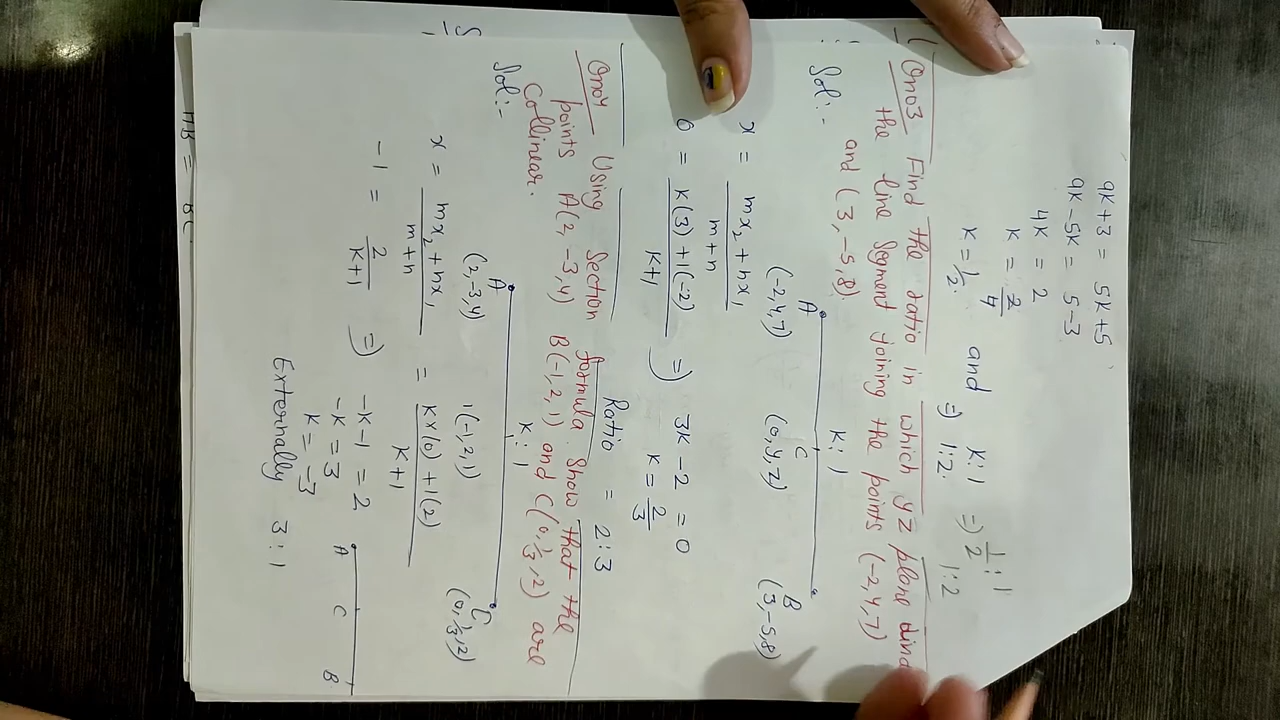 9K+3 = 5K+5
9K-5K = 5-3
4K = 2
K = 2/4 and K:1 => 1/2 : 1
K = 1/2. => 1:2. 1:2
Qno3 Find the ratio in which yz plane divid
the line segment joining the points (-2,4,7)
and (3,-5,8)
Sol:-
K:1
A C B
(-2,4,7) (0,y,z) (3,-5,8)
x = mx2+nx1 / m+n
0 = K(3)+1(-2) / K+1 => 3K-2 = 0
K = 2/3
Ratio = 2:3
Qno4 Using Section formula. Show that the
points A(2,-3,4) B(-1,2,1) and C(0,1/3,2) are
Collinear.
Sol:-
K:1
A C
(2,-3,4) 1(-1,2,1) (0,1/3,2)
x = mx2+nx1 / m+n = K×(0)+1(2) / K+1
-1 = 2 / K+1 => -K-1 = 2
-K = 3
K = -3
Externally 3:1
A C B
AB = BC